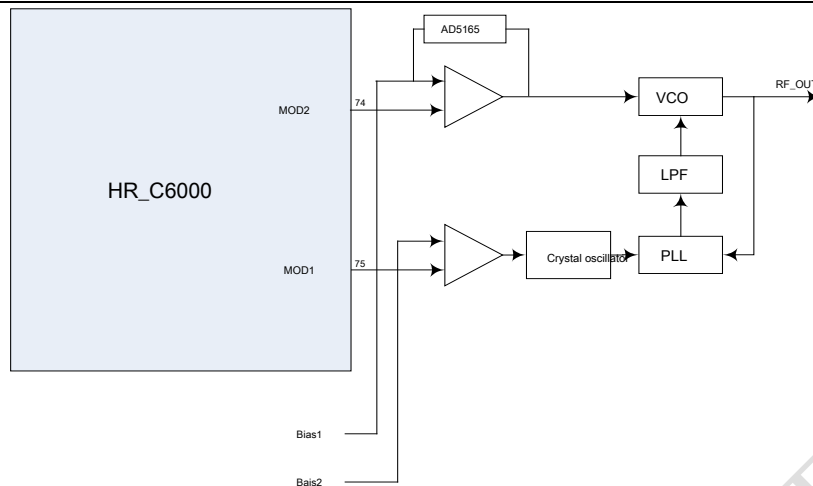 AD5165
RF_OUT
VCO
74
MOD2
LPF
HR_C6000
75
MOD1
Crystal oscillator
PLL
Bias1
Bais2